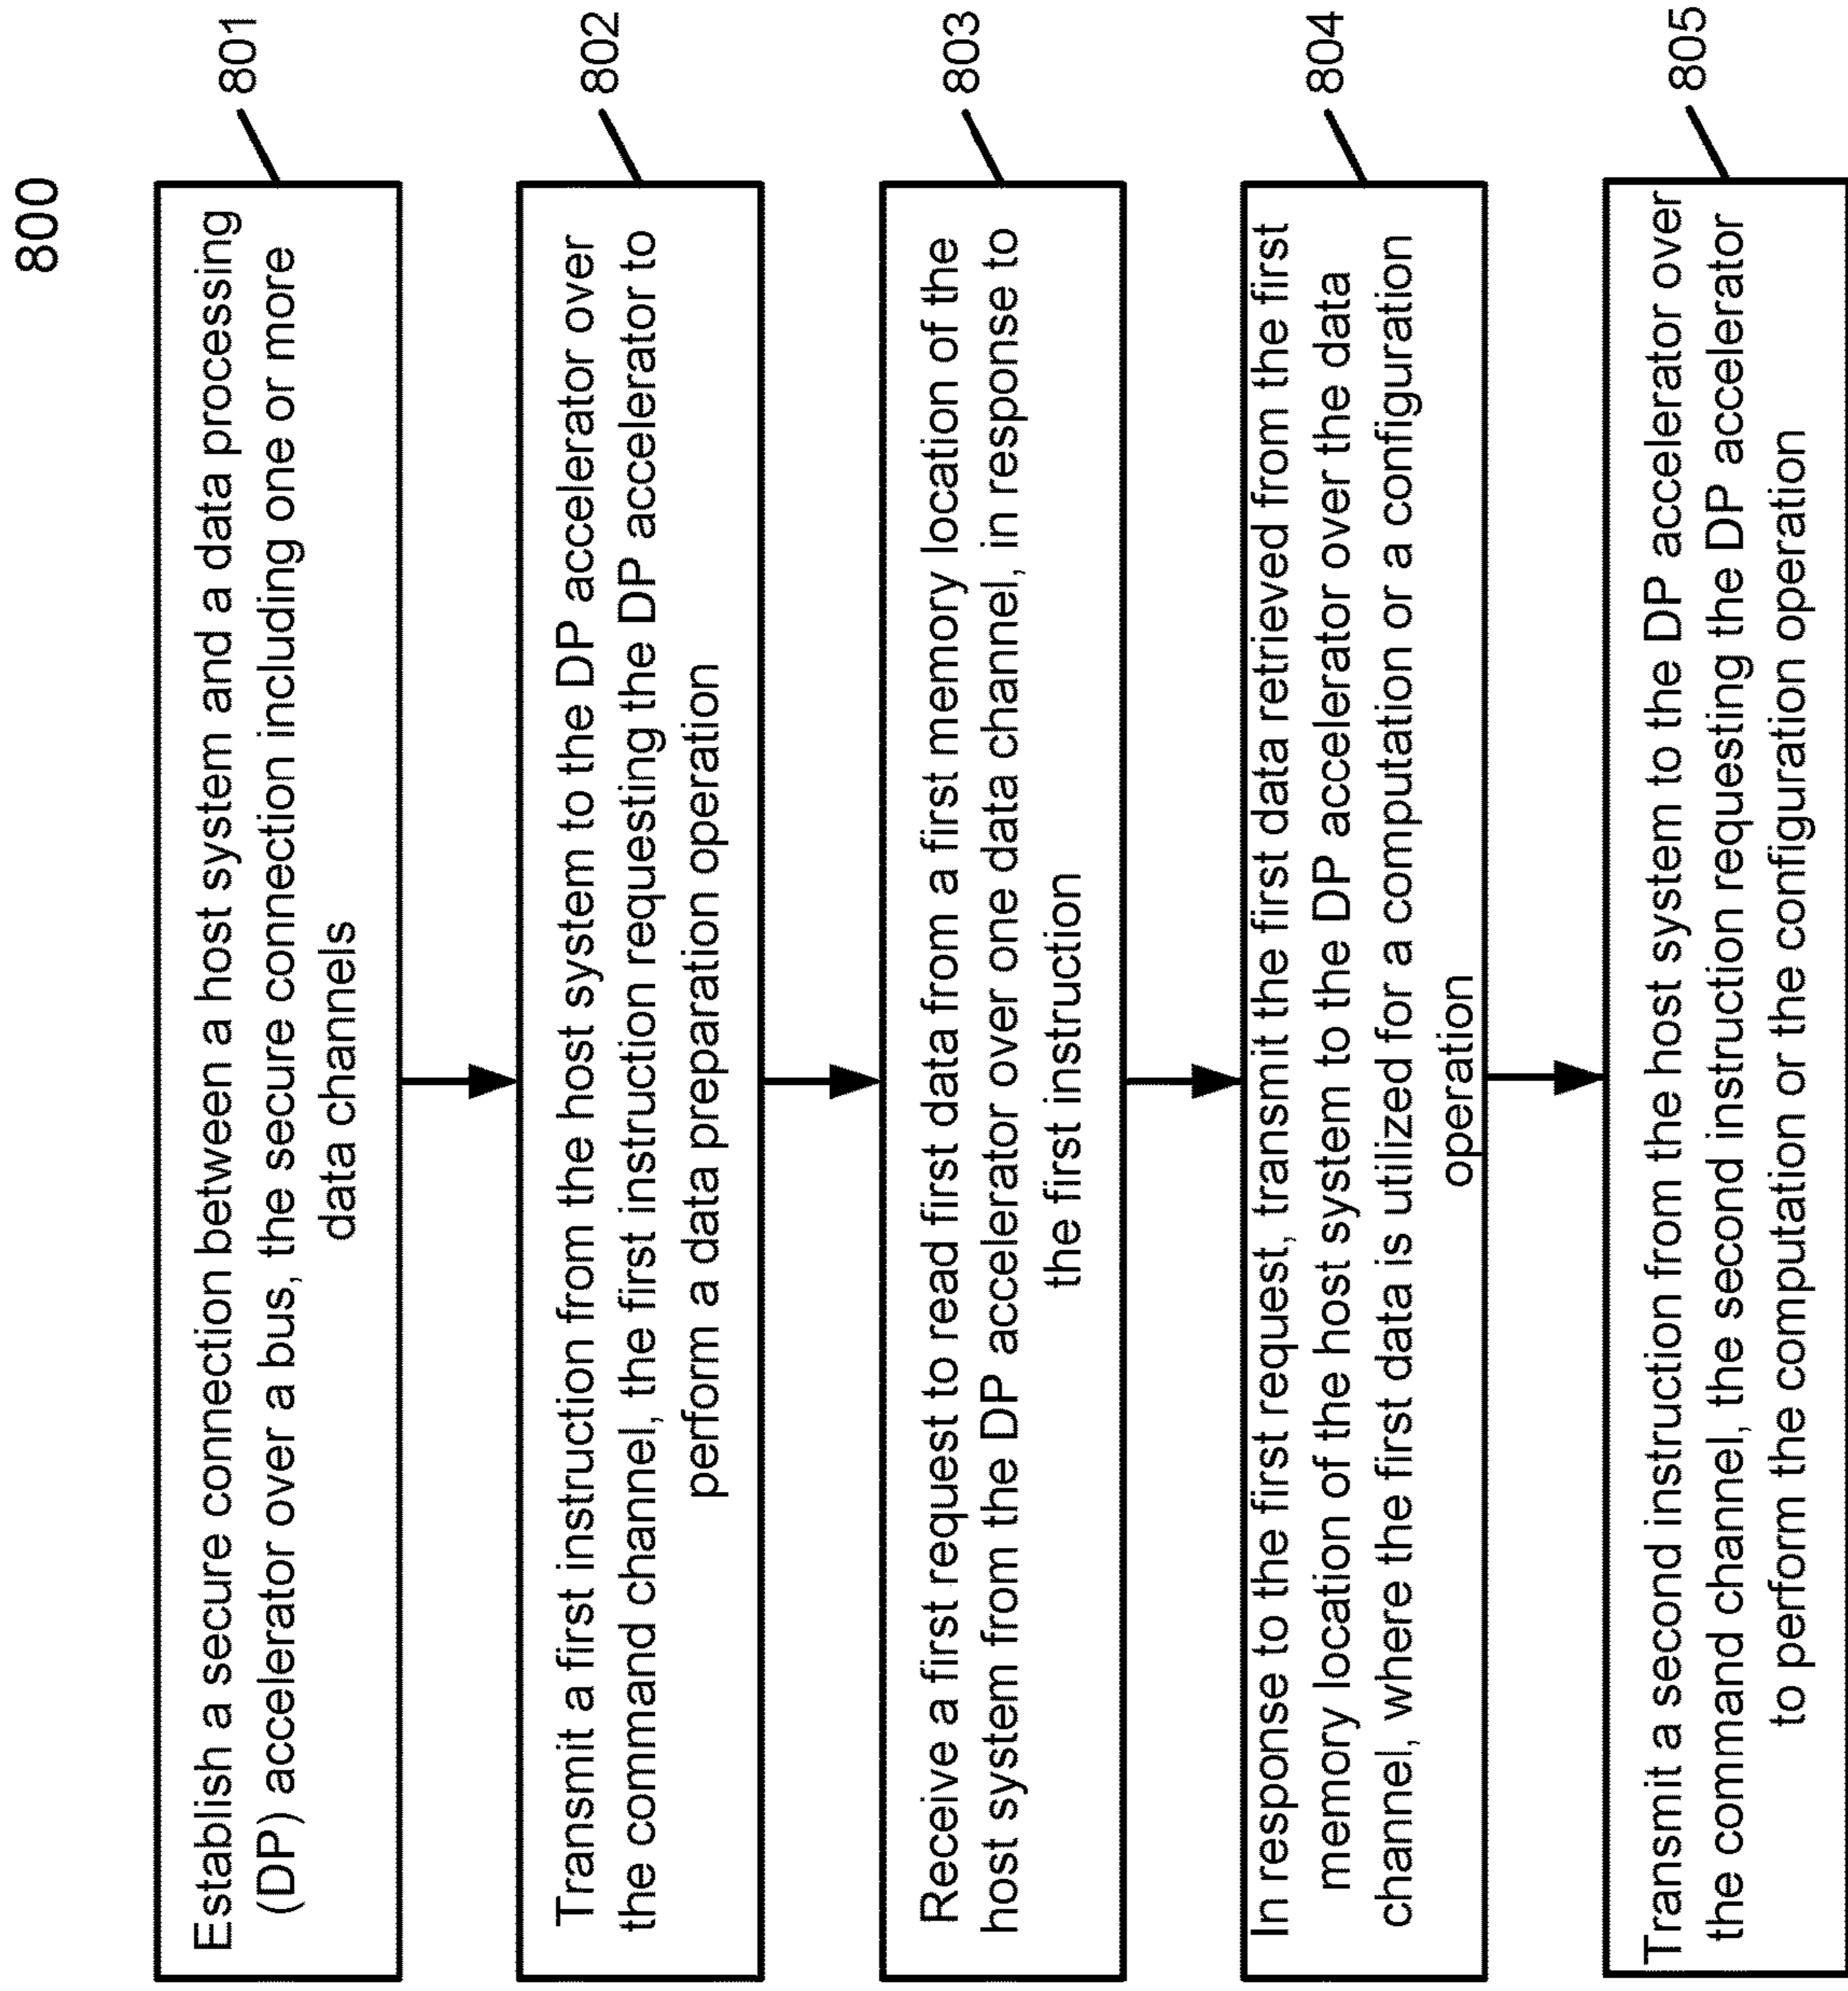 800
Establish a secure connection between a host system and a data processing
(DP) accelerator over a bus, the secure connection including one or more
data channels
801
Transmit a first instruction from the host system to the DP accelerator over
the command channel, the first instruction requesting the DP accelerator to
perform a data preparation operation
802
Receive a first request to read first data from a first memory location of the
host system from the DP accelerator over one data channel, in response to
the first instruction
803
In response to the first request, transmit the first data retrieved from the first
memory location of the host system to the DP accelerator over the data
channel, where the first data is utilized for a computation or a configuration
operation
804
Transmit a second instruction from the host system to the DP accelerator over
the command channel, the second instruction requesting the DP accelerator
to perform the computation or the configuration operation
805